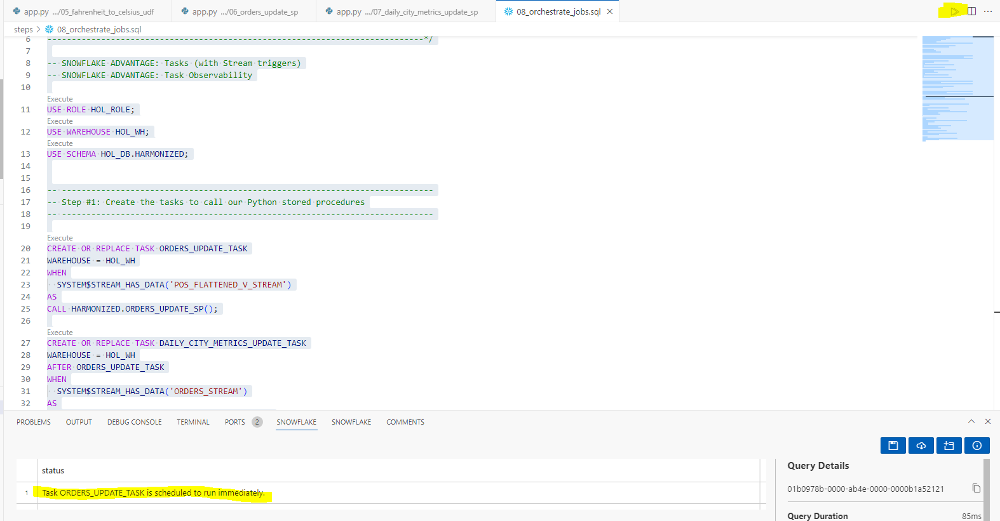 app.py .../05_fahrenheit_to_celsius_udf
app.py .../06_orders_update_sp
app.py .../07_daily_city_metrics_update_sp
08_orchestrate_jobs.sql
steps > 08_orchestrate_jobs.sql
6 -----------------------------------------------------------------------------*/
7
8 -- SNOWFLAKE ADVANTAGE: Tasks (with Stream triggers)
9 -- SNOWFLAKE ADVANTAGE: Task Observability
10
Execute
11 USE ROLE HOL_ROLE;
Execute
12 USE WAREHOUSE HOL_WH;
Execute
13 USE SCHEMA HOL_DB.HARMONIZED;
14
15
16 -- ----------------------------------------------------------------------------
17 -- Step #1: Create the tasks to call our Python stored procedures
18 -- ----------------------------------------------------------------------------
19
Execute
20 CREATE OR REPLACE TASK ORDERS_UPDATE_TASK
21 WAREHOUSE = HOL_WH
22 WHEN
23   SYSTEM$STREAM_HAS_DATA('POS_FLATTENED_V_STREAM')
24 AS
25 CALL HARMONIZED.ORDERS_UPDATE_SP();
26
Execute
27 CREATE OR REPLACE TASK DAILY_CITY_METRICS_UPDATE_TASK
28 WAREHOUSE = HOL_WH
29 AFTER ORDERS_UPDATE_TASK
30 WHEN
31   SYSTEM$STREAM_HAS_DATA('ORDERS_STREAM')
32 AS
PROBLEMS OUTPUT DEBUG CONSOLE TERMINAL PORTS 2 SNOWFLAKE SNOWFLAKE COMMENTS
status
1 Task ORDERS_UPDATE_TASK is scheduled to run immediately.
Query Details
01b0978b-0000-ab4e-0000-0000b1a52121
Query Duration 85ms